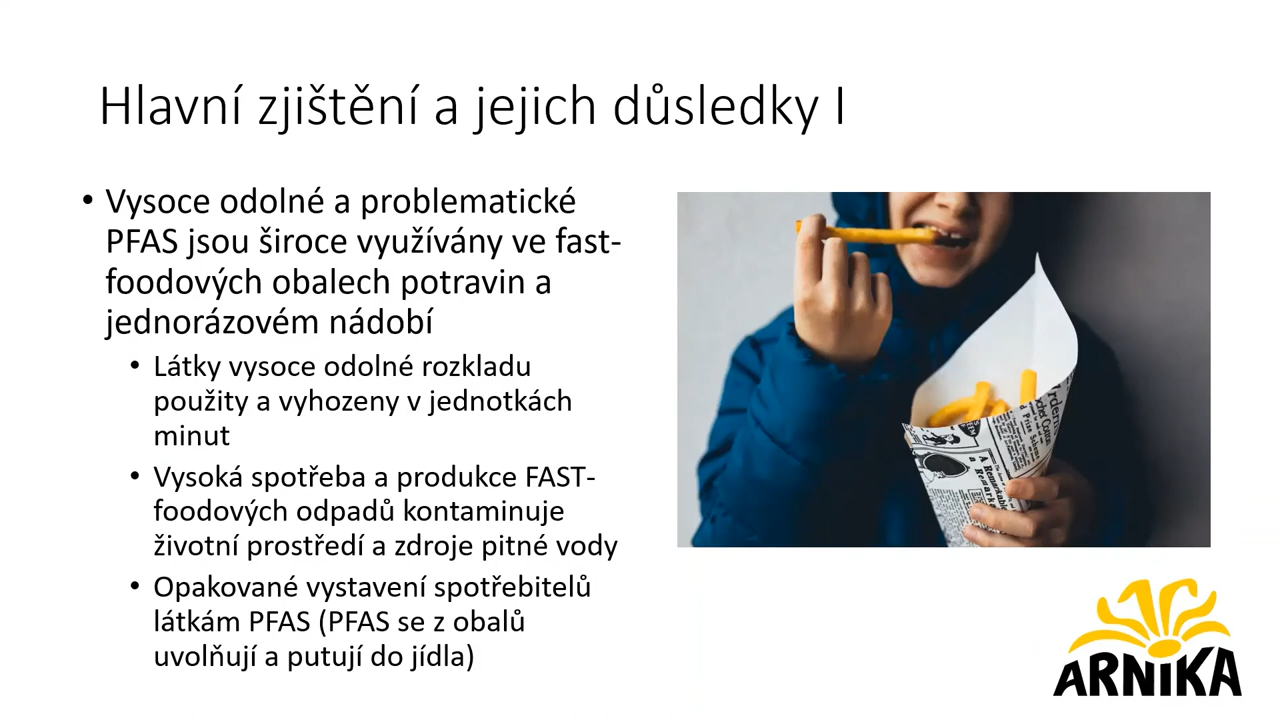 Hlavní zjištění a jejich důsledky I
• Vysoce odolné a problematické
PFAS jsou široce využívány ve fast-
foodových obalech potravin a
jednorázovém nádobí
• Látky vysoce odolné rozkladu
použity a vyhozeny v jednotkách
minut
• Vysoká spotřeba a produkce FAST-
foodových odpadů kontaminuje
životní prostředí a zdroje pitné vody
• Opakované vystavení spotřebitelů
látkám PFAS (PFAS se z obalů
uvolňují a putují do jídla)
ARNIKA